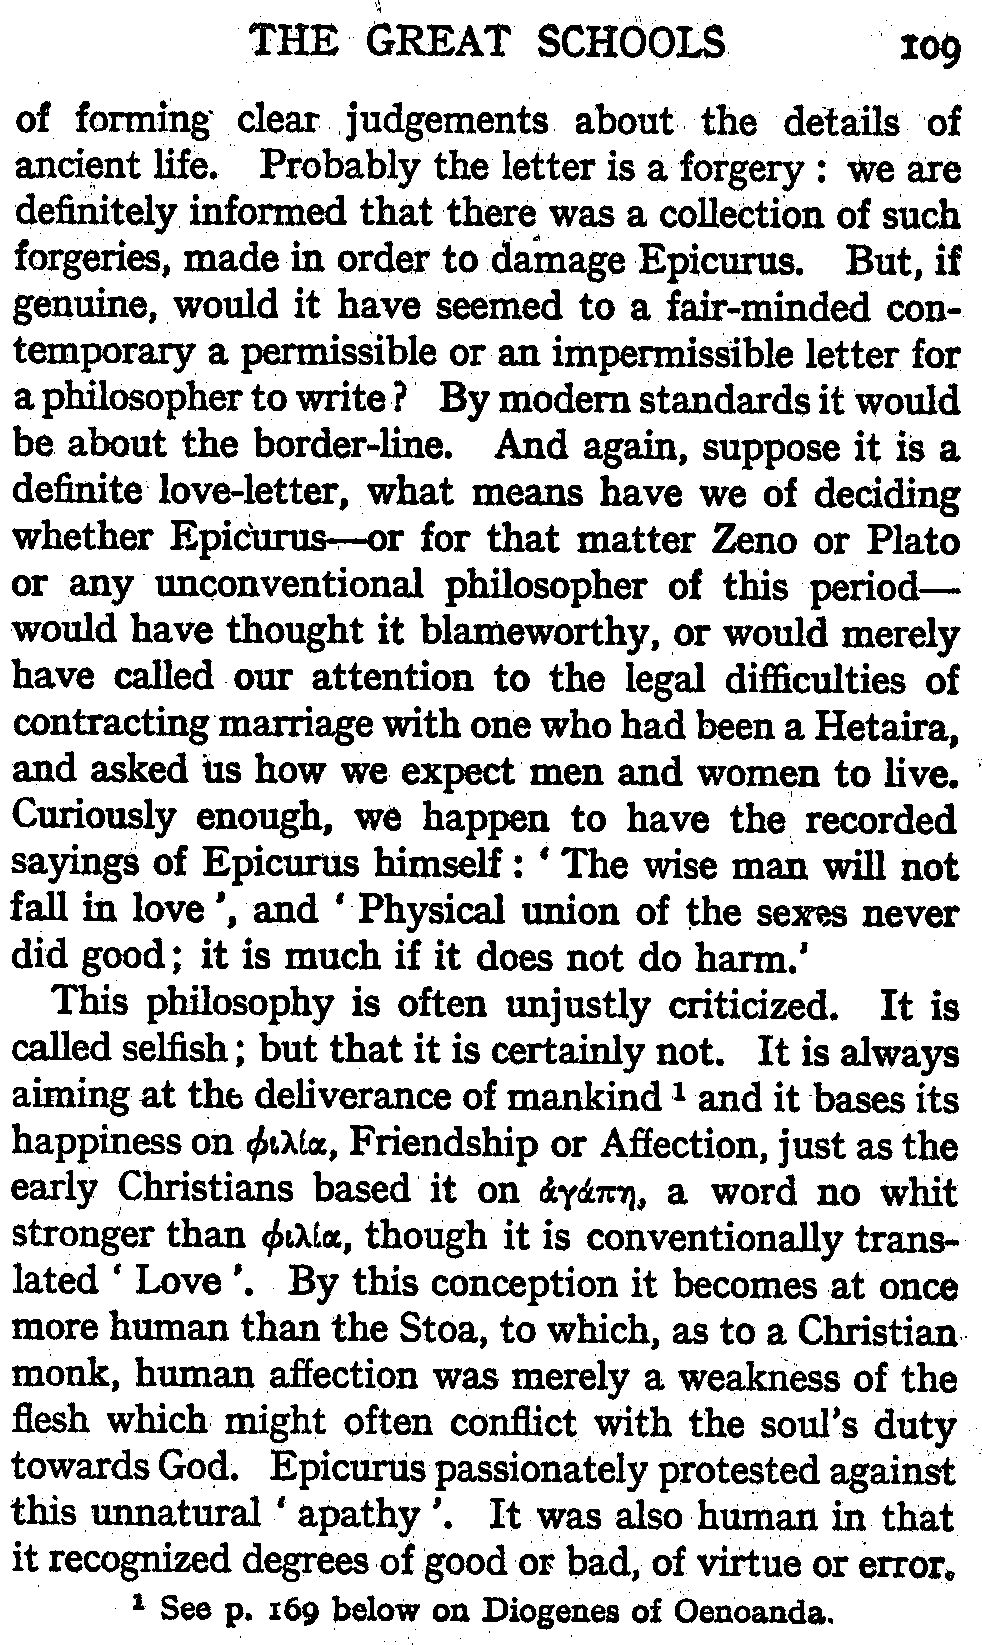 THE GREAT SCHOOLS 109
of forming clear judgements about the details of
ancient life. Probably the letter is a forgery : we are
definitely informed that there was a collection of such
forgeries, made in order to damage Epicurus. But, if
genuine, would it have seemed to a fair-minded con-
temporary a permissible or an impermissible letter for
a philosopher to write? By modern standards it would
be about the border-line. And again, suppose it is a
definite love-letter, what means have we of deciding
whether Epicurus—or for that matter Zeno or Plato
or any unconventional philosopher of this period—
would have thought it blameworthy, or would merely
have called our attention to the legal difficulties of
contracting marriage with one who had been a Hetaira,
and asked us how we expect men and women to live.
Curiously enough, we happen to have the recorded
sayings of Epicurus himself : ‘ The wise man will not
fall in love ’, and ‘ Physical union of the sexes never
did good; it is much if it does not do harm.’
This philosophy is often unjustly criticized. It is
called selfish; but that it is certainly not. It is always
aiming at the deliverance of mankind ¹ and it bases its
happiness on φιλία, Friendship or Affection, just as the
early Christians based it on ἀγάπη, a word no whit
stronger than φιλία, though it is conventionally trans-
lated ‘ Love ’. By this conception it becomes at once
more human than the Stoa, to which, as to a Christian
monk, human affection was merely a weakness of the
flesh which might often conflict with the soul’s duty
towards God. Epicurus passionately protested against
this unnatural ‘ apathy ’. It was also human in that
it recognized degrees of good or bad, of virtue or error.
¹ See p. 169 below on Diogenes of Oenoanda.